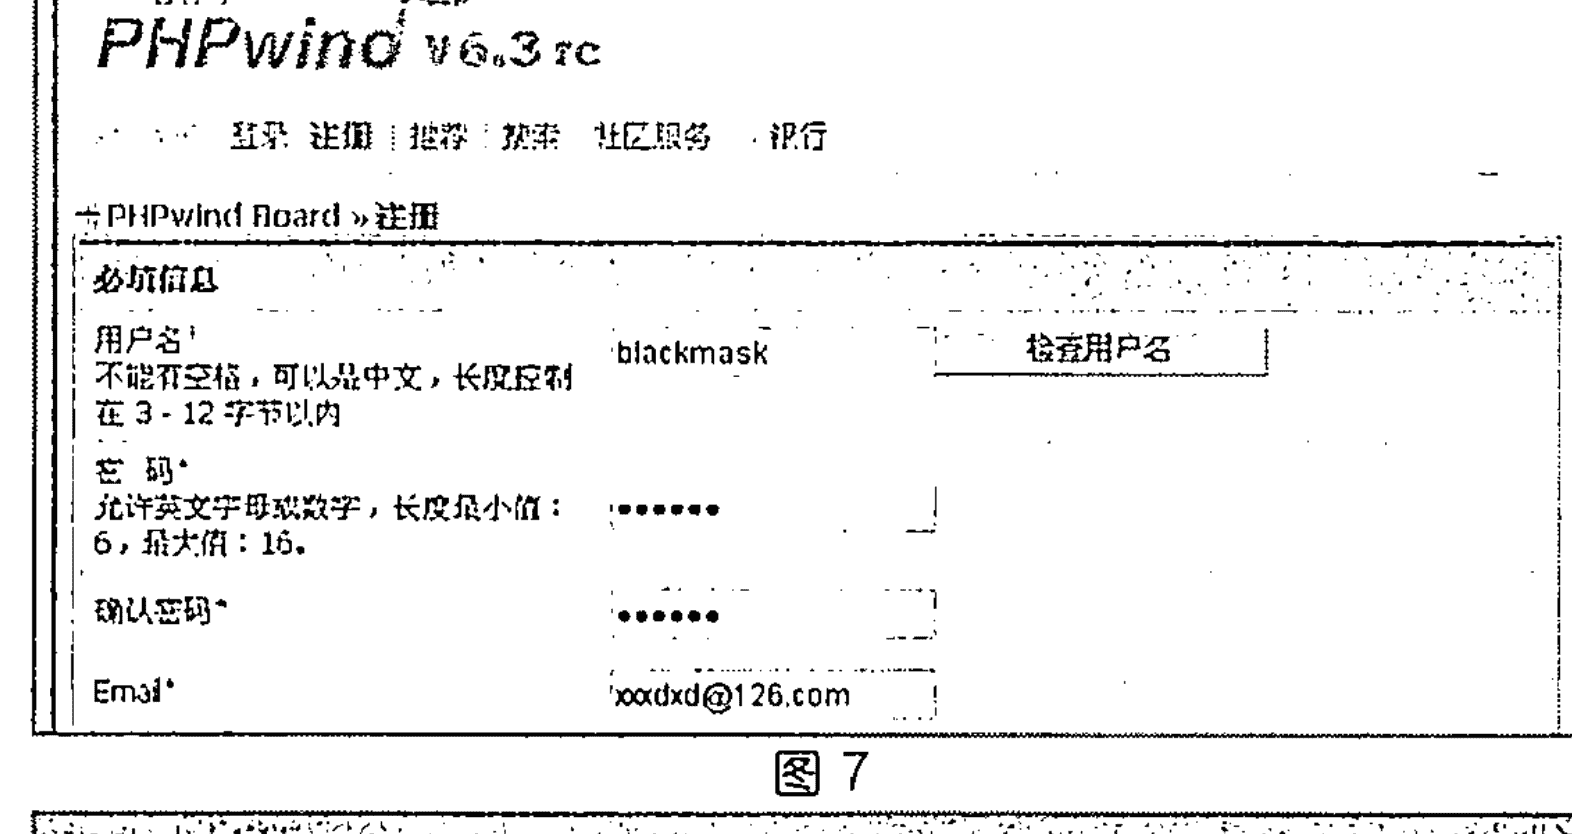 PHPwind v6.3 rc
登录 注册 | 推荐 | 搜索 社区服务 银行
PHPwind Board » 注册
必填信息
用户名* blackmask 检查用户名
不能有空格，可以是中文，长度控制
在 3 - 12 字节以内
密 码*
允许英文字母或数字，长度最小值： ••••••
6，最大值：16。
确认密码* ••••••
Email* xxxdxd@126.com
图 7